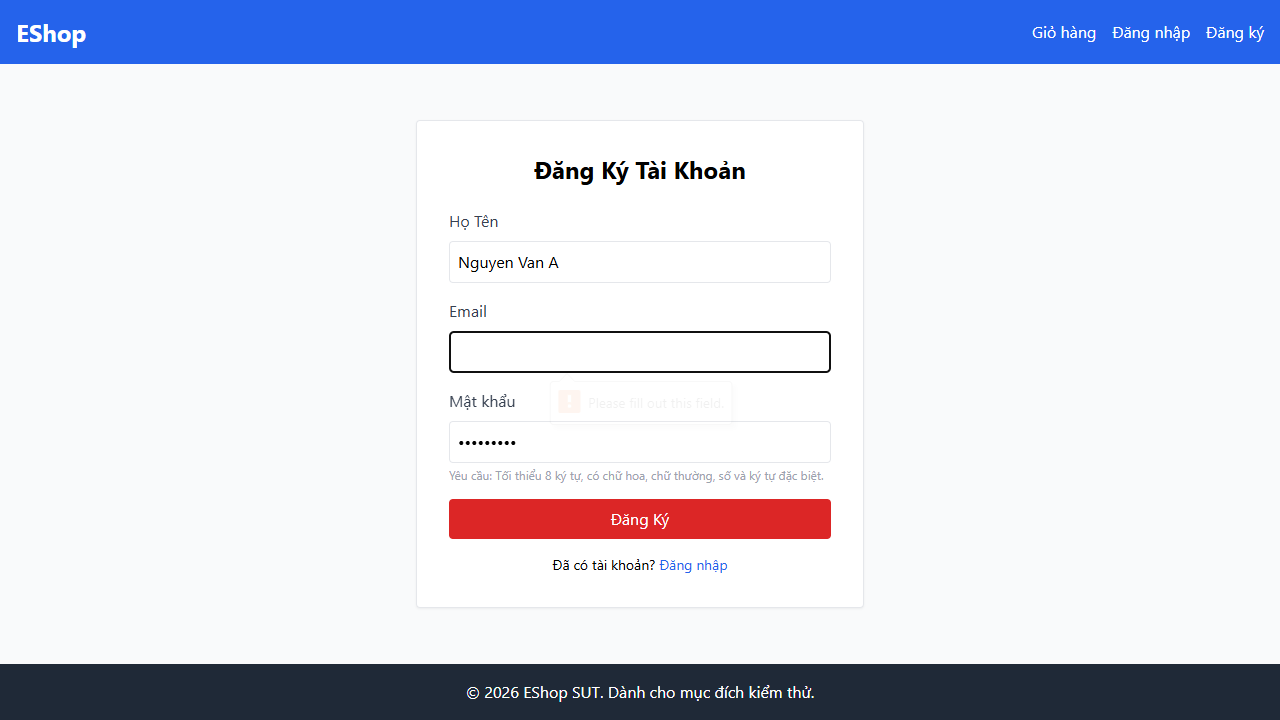 EShop
Giỏ hàng Đăng nhập Đăng ký
Đăng Ký Tài Khoản
Họ Tên
Nguyen Van A
Email
Please fill out this field.
Mật khẩu
•••••••••
Yêu cầu: Tối thiểu 8 ký tự, có chữ hoa, chữ thường, số và ký tự đặc biệt.
Đăng Ký
Đã có tài khoản? Đăng nhập
© 2026 EShop SUT. Dành cho mục đích kiểm thử.